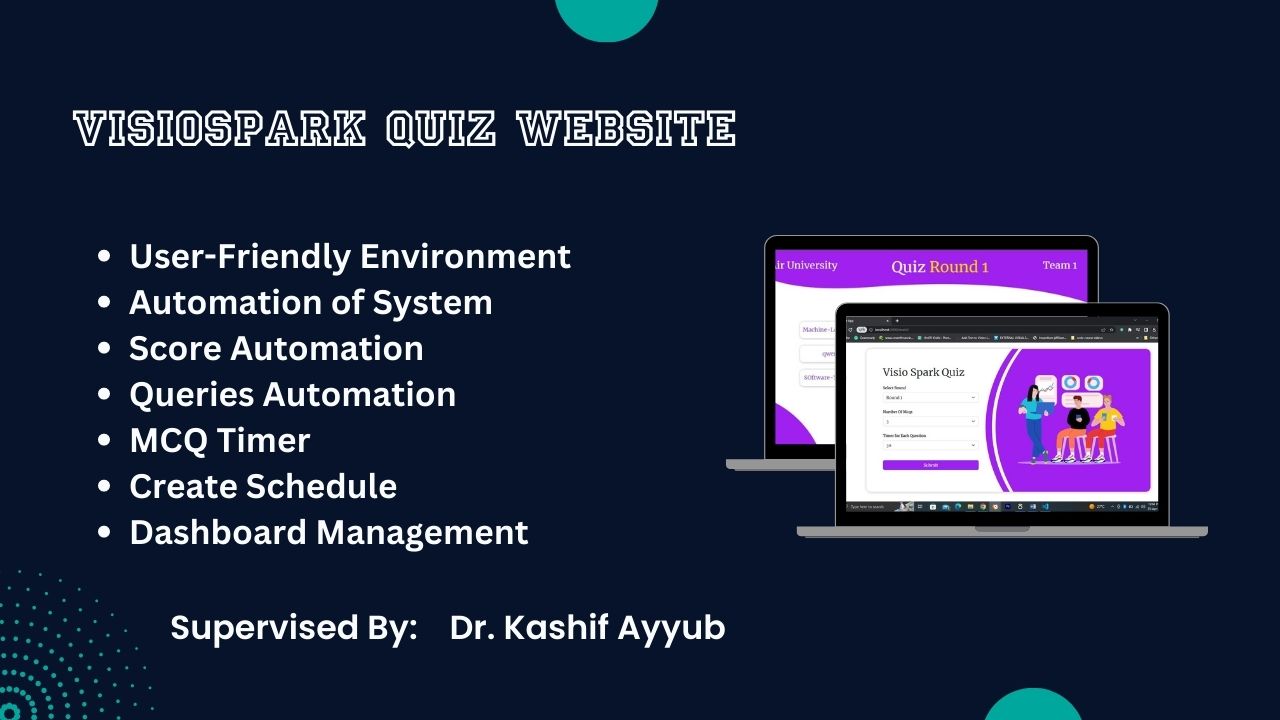 VISIOSPARK QUIZ WEBSITE
User-Friendly Environment
Automation of System
Score Automation
Queries Automation
MCQ Timer
Create Schedule
Dashboard Management
Supervised By: Dr. Kashif Ayyub
ir University
Quiz Round 1
Team 1
Machine-L
qwe
SOftware-
Visio Spark Quiz
Select Round
Round 1
Number Of Mcqs
Timer for Each Question
Submit
Type here to search